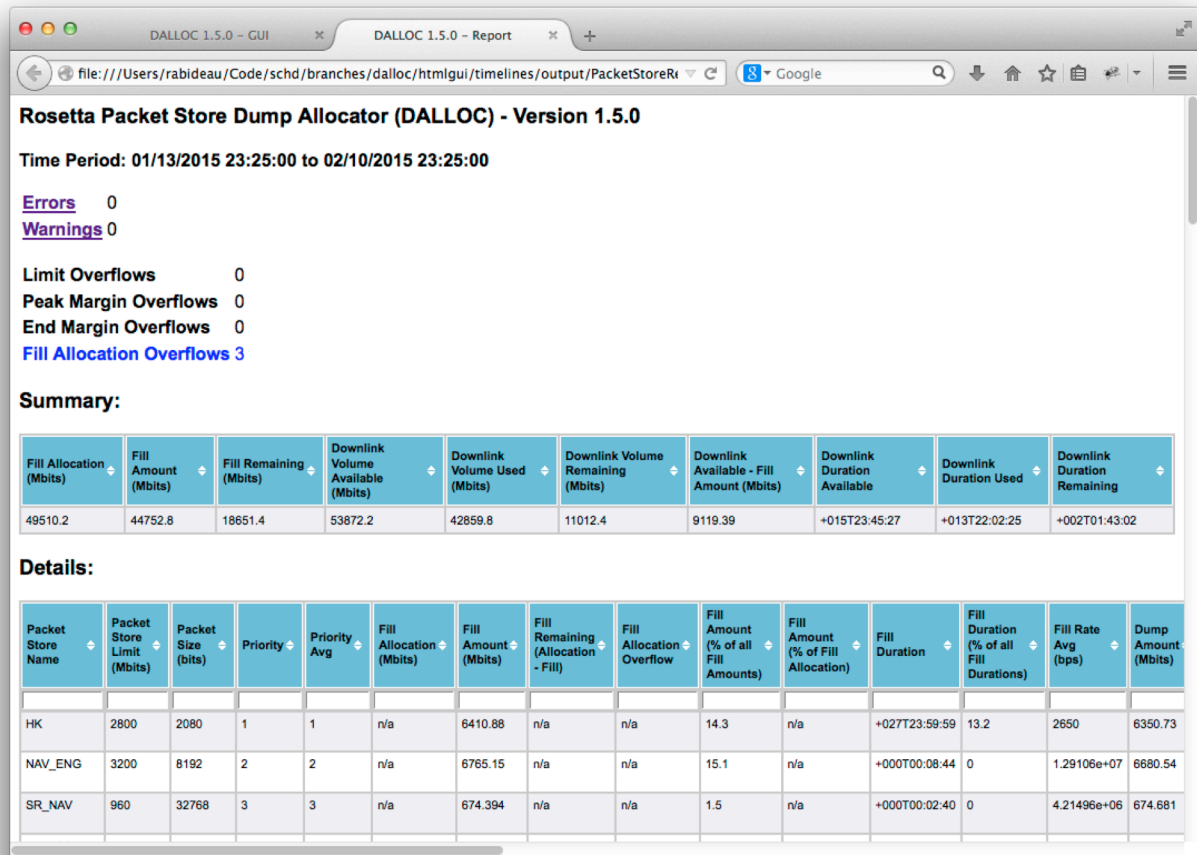 DALLOC 1.5.0 - GUI
DALLOC 1.5.0 - Report
file:///Users/rabideau/Code/schd/branches/dalloc/htmlgui/timelines/output/PacketStoreRe
Google
Rosetta Packet Store Dump Allocator (DALLOC) - Version 1.5.0
Time Period: 01/13/2015 23:25:00 to 02/10/2015 23:25:00
Errors 0
Warnings 0
Limit Overflows 0
Peak Margin Overflows 0
End Margin Overflows 0
Fill Allocation Overflows 3
Summary:
Fill Allocation (Mbits) Fill Amount (Mbits) Fill Remaining (Mbits) Downlink Volume Available (Mbits) Downlink Volume Used (Mbits) Downlink Volume Remaining (Mbits) Downlink Available - Fill Amount (Mbits) Downlink Duration Available Downlink Duration Used Downlink Duration Remaining
49510.2 44752.8 18651.4 53872.2 42859.8 11012.4 9119.39 +015T23:45:27 +013T22:02:25 +002T01:43:02
Details:
Packet Store Name Packet Store Limit (Mbits) Packet Size (bits) Priority Priority Avg Fill Allocation (Mbits) Fill Amount (Mbits) Fill Remaining (Allocation - Fill) Fill Allocation Overflow Fill Amount (% of all Fill Amounts) Fill Amount (% of Fill Allocation) Fill Duration Fill Duration (% of all Fill Durations) Fill Rate Avg (bps) Dump Amount (Mbits)
HK 2800 2080 1 1 n/a 6410.88 n/a n/a 14.3 n/a +027T23:59:59 13.2 2650 6350.73
NAV_ENG 3200 8192 2 2 n/a 6765.15 n/a n/a 15.1 n/a +000T00:08:44 0 1.29106e+07 6680.54
SR_NAV 960 32768 3 3 n/a 674.394 n/a n/a 1.5 n/a +000T00:02:40 0 4.21496e+06 674.681